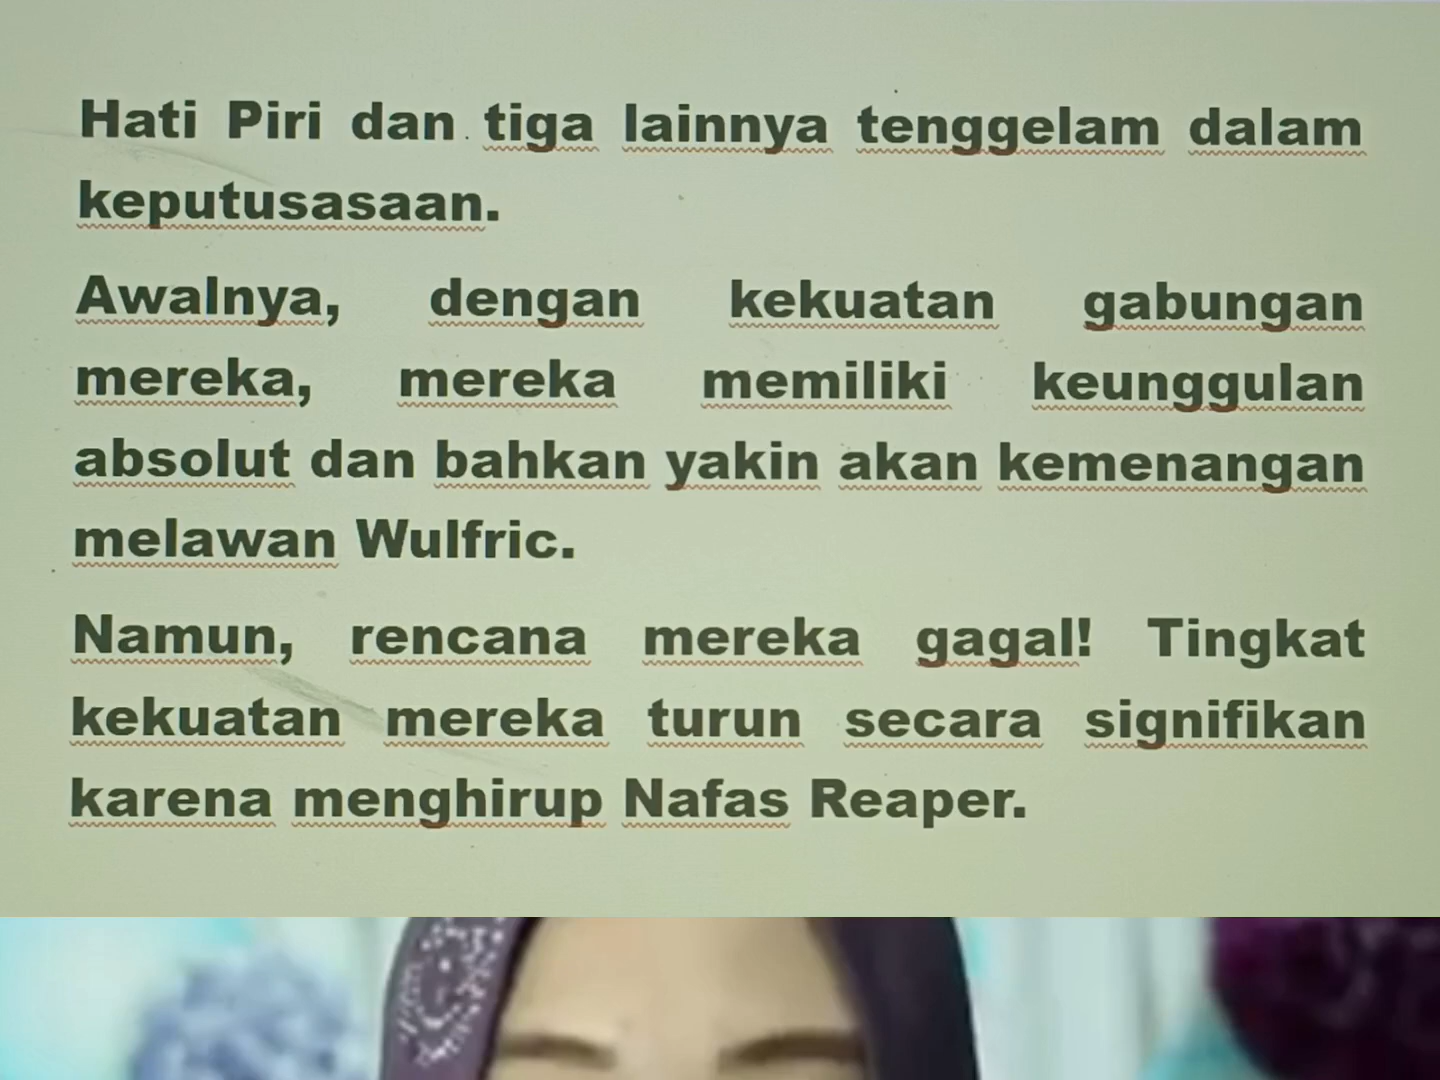 Hati Piri dan tiga lainnya tenggelam dalam
keputusasaan.
Awalnya, dengan kekuatan gabungan
mereka, mereka memiliki keunggulan
absolut dan bahkan yakin akan kemenangan
melawan Wulfric.
Namun, rencana mereka gagal! Tingkat
kekuatan mereka turun secara signifikan
karena menghirup Nafas Reaper.